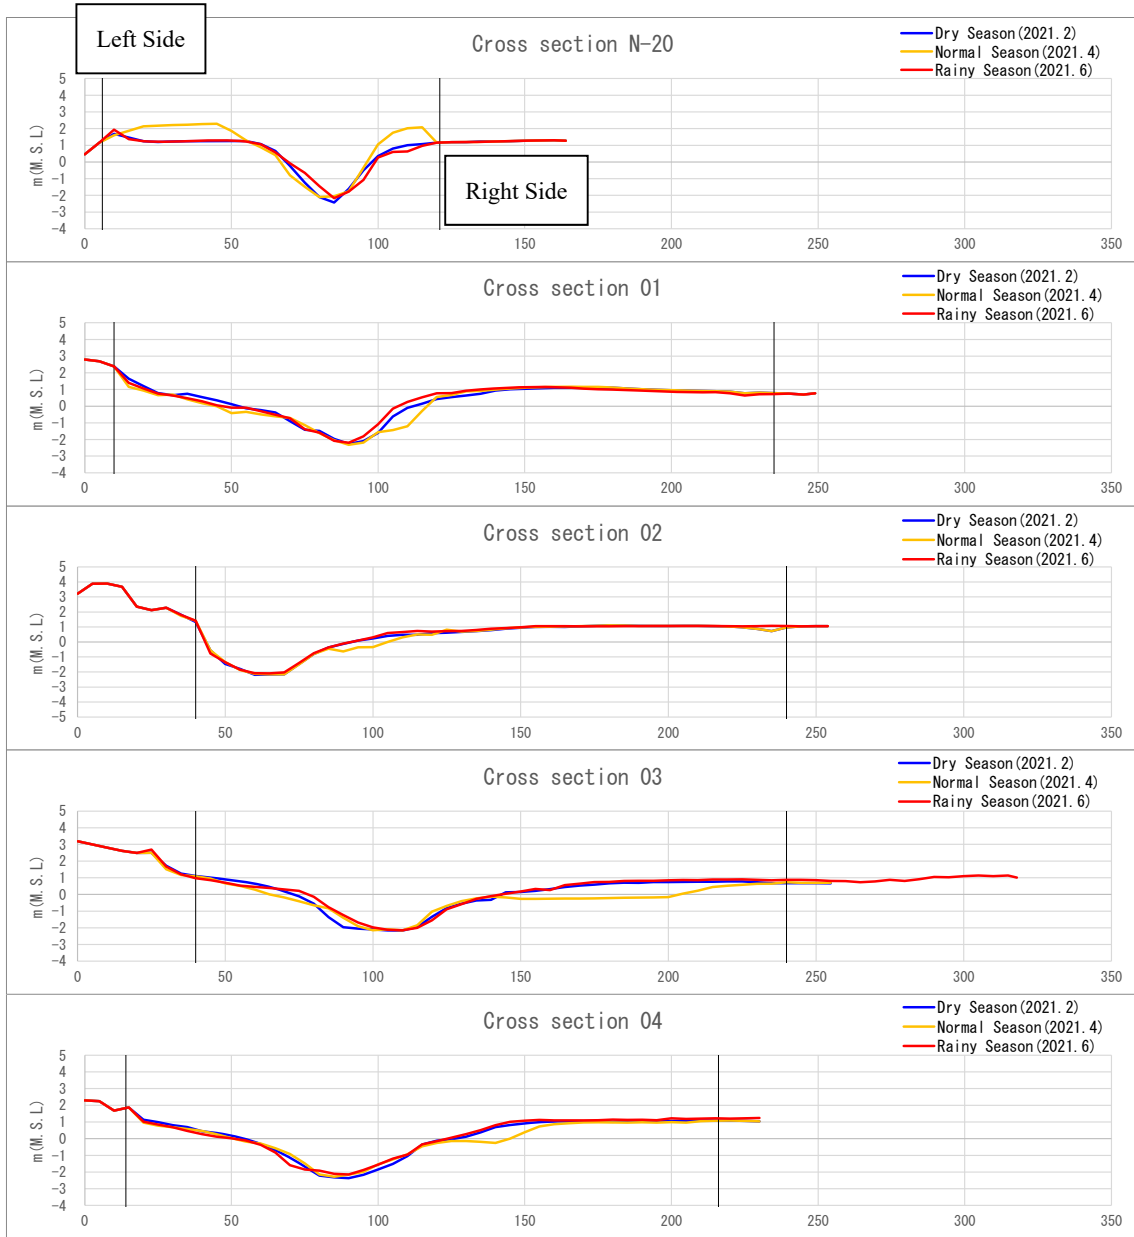 Left Side
Cross section N-20
Dry Season(2021.2)
Normal Season(2021.4)
Rainy Season(2021.6)
m(M.S.L)
5
4
3
2
1
0
-1
-2
-3
-4
Right Side
0 50 100 150 200 250 300 350
Cross section 01
Dry Season(2021.2)
Normal Season(2021.4)
Rainy Season(2021.6)
m(M.S.L)
5
4
3
2
1
0
-1
-2
-3
-4
0 50 100 150 200 250 300 350
Cross section 02
Dry Season(2021.2)
Normal Season(2021.4)
Rainy Season(2021.6)
m(M.S.L)
5
4
3
2
1
0
-1
-2
-3
-4
-5
0 50 100 150 200 250 300 350
Cross section 03
Dry Season(2021.2)
Normal Season(2021.4)
Rainy Season(2021.6)
m(M.S.L)
5
4
3
2
1
0
-1
-2
-3
-4
0 50 100 150 200 250 300 350
Cross section 04
Dry Season(2021.2)
Normal Season(2021.4)
Rainy Season(2021.6)
m(M.S.L)
5
4
3
2
1
0
-1
-2
-3
-4
0 50 100 150 200 250 300 350